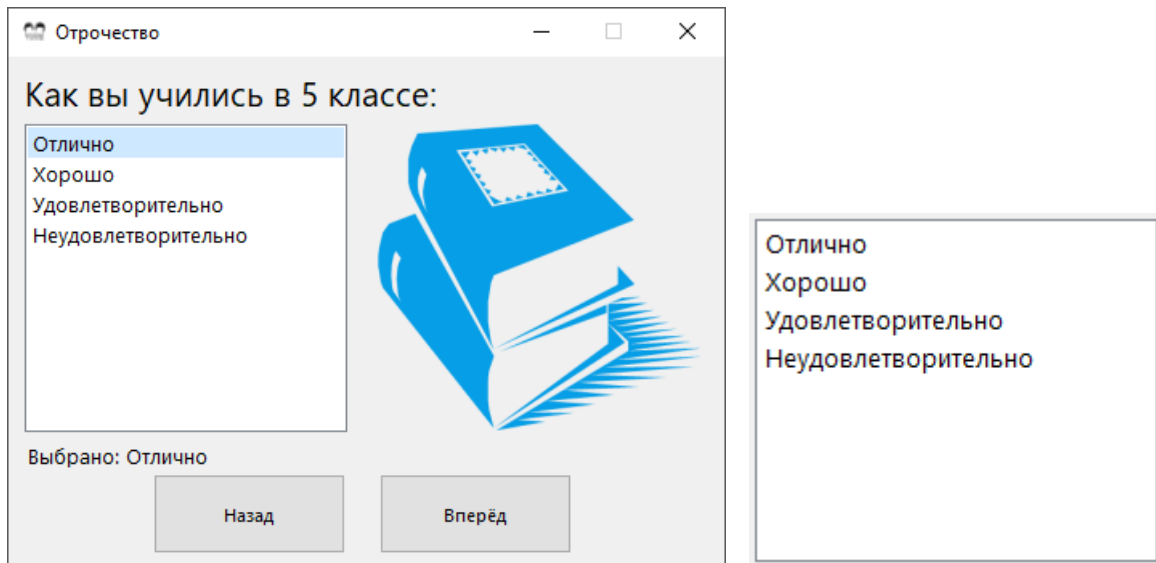 Отрочество
Как вы учились в 5 классе:
Отлично
Хорошо
Удовлетворительно
Неудовлетворительно
Выбрано: Отлично
Назад
Вперёд
Отлично
Хорошо
Удовлетворительно
Неудовлетворительно